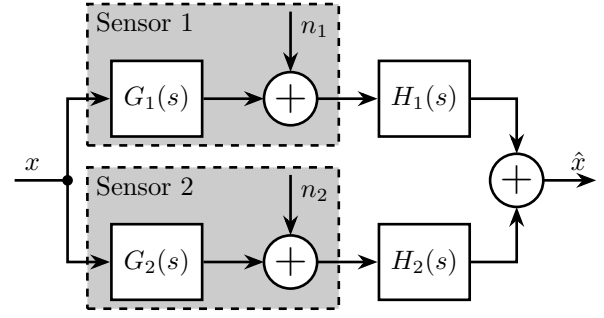 Sensor 1
n₁
G₁(s)
H₁(s)
x
x̂
Sensor 2
n₂
G₂(s)
H₂(s)